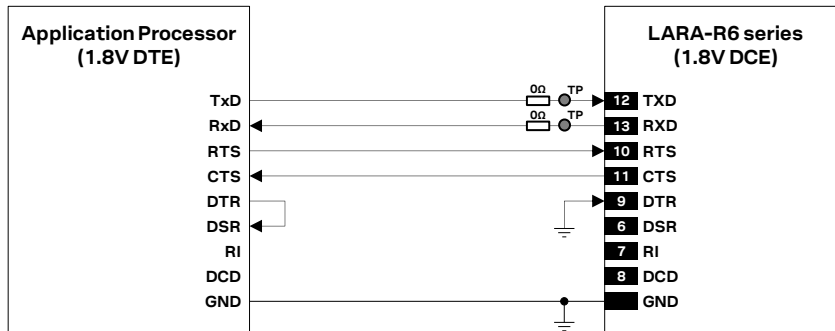 Application Processor
(1.8V DTE)
LARA-R6 series
(1.8V DCE)
TxD 0Ω TP 12 TXD
RxD 0Ω TP 13 RXD
RTS 10 RTS
CTS 11 CTS
DTR 9 DTR
DSR 6 DSR
RI 7 RI
DCD 8 DCD
GND GND